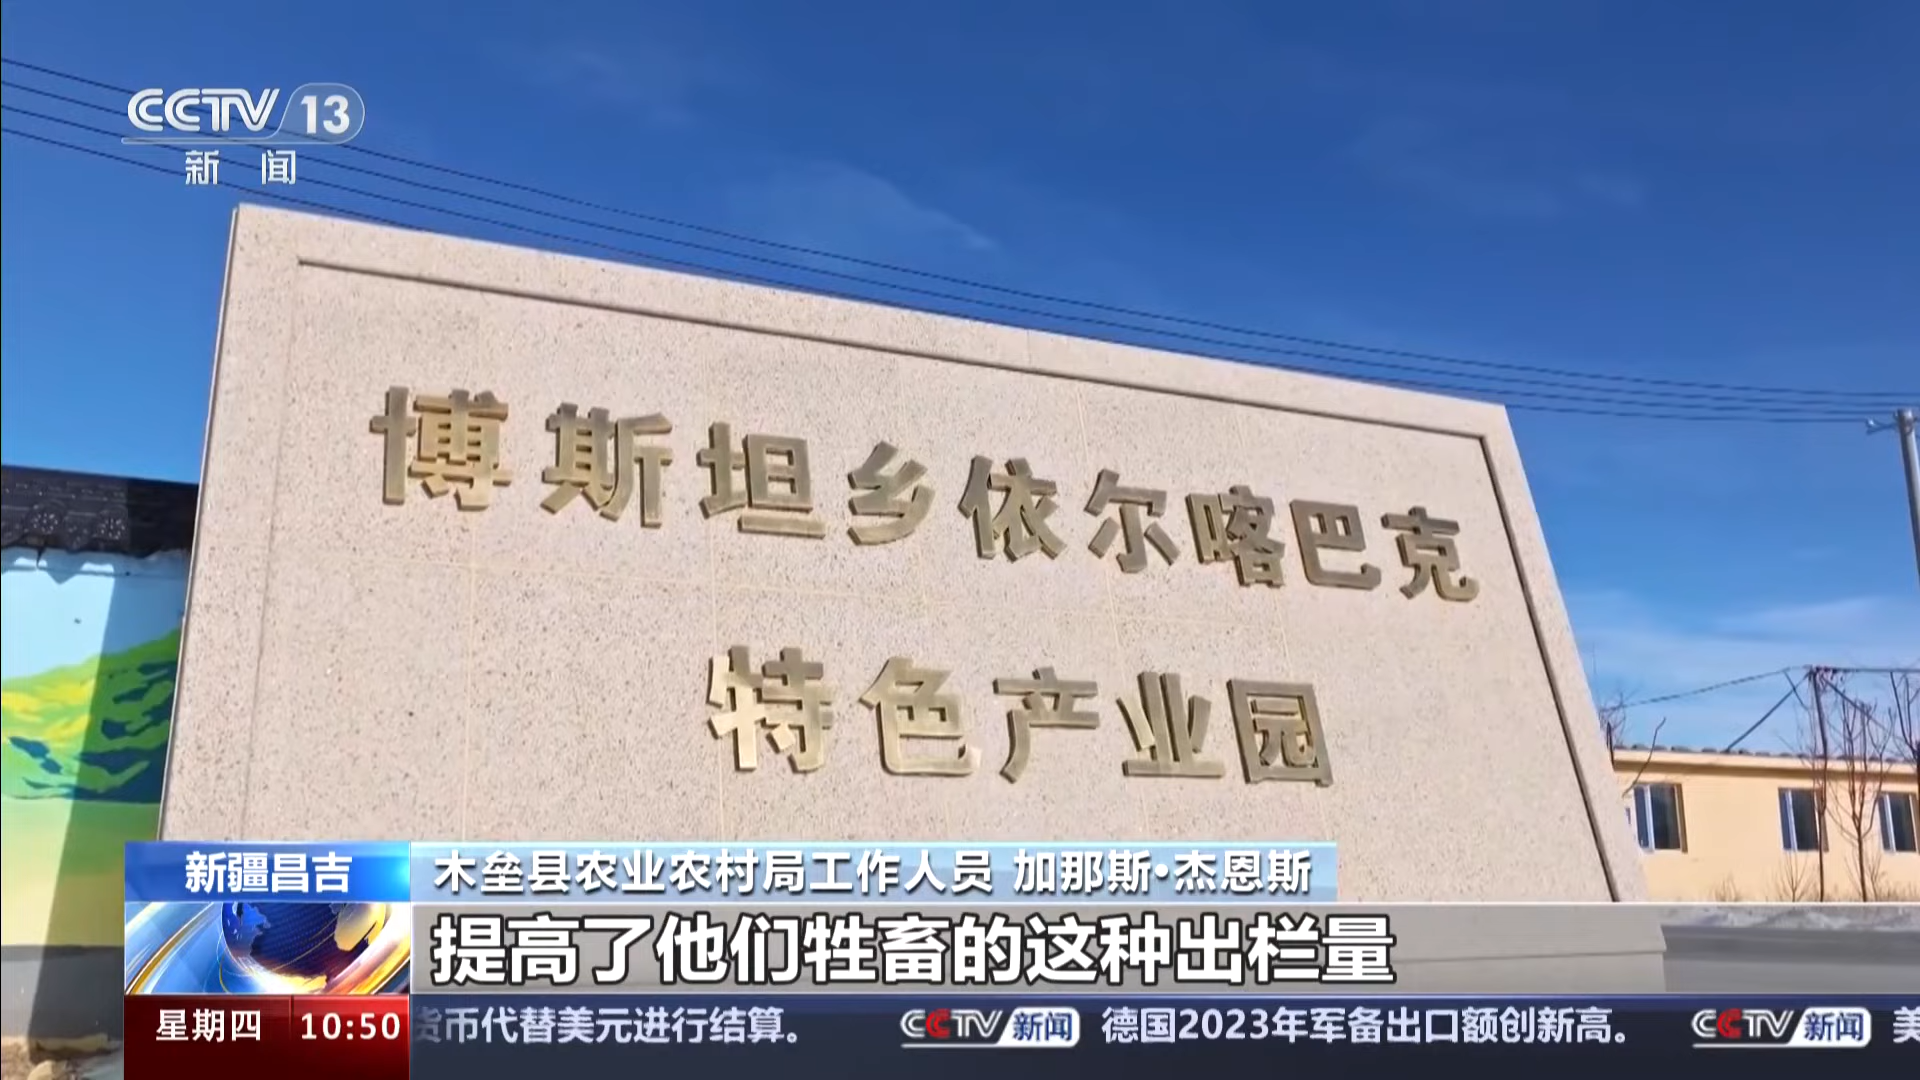 CCTV 13
新闻
博斯坦乡依尔喀巴克
特色产业园
新疆昌吉
木垒县农业农村局工作人员 加那斯·杰恩斯
提高了他们牲畜的这种出栏量
星期四 10:50
货币代替美元进行结算。 CCTV 新闻 德国2023年军备出口额创新高。 CCTV 新闻 美